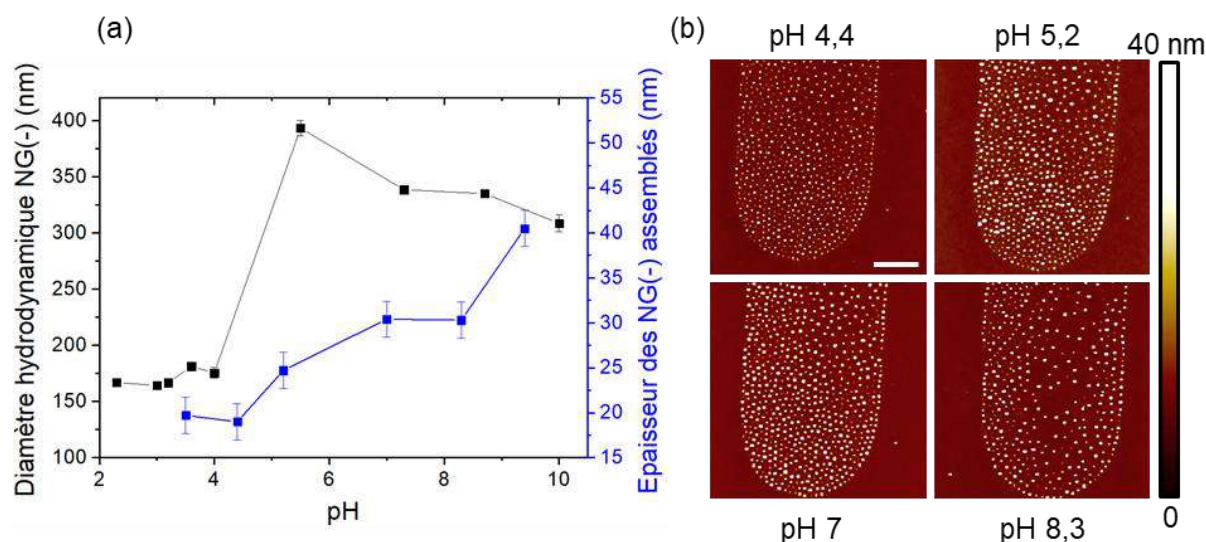 (a)
(b)
pH 4,4
pH 5,2
40 nm
Diamètre hydrodynamique NG(-) (nm)
400
350
300
250
200
150
100
55
50
45
40
35
30
25
20
15
Epaisseur des NG(-) assemblés (nm)
2
4
6
8
10
pH
pH 7
pH 8,3
0